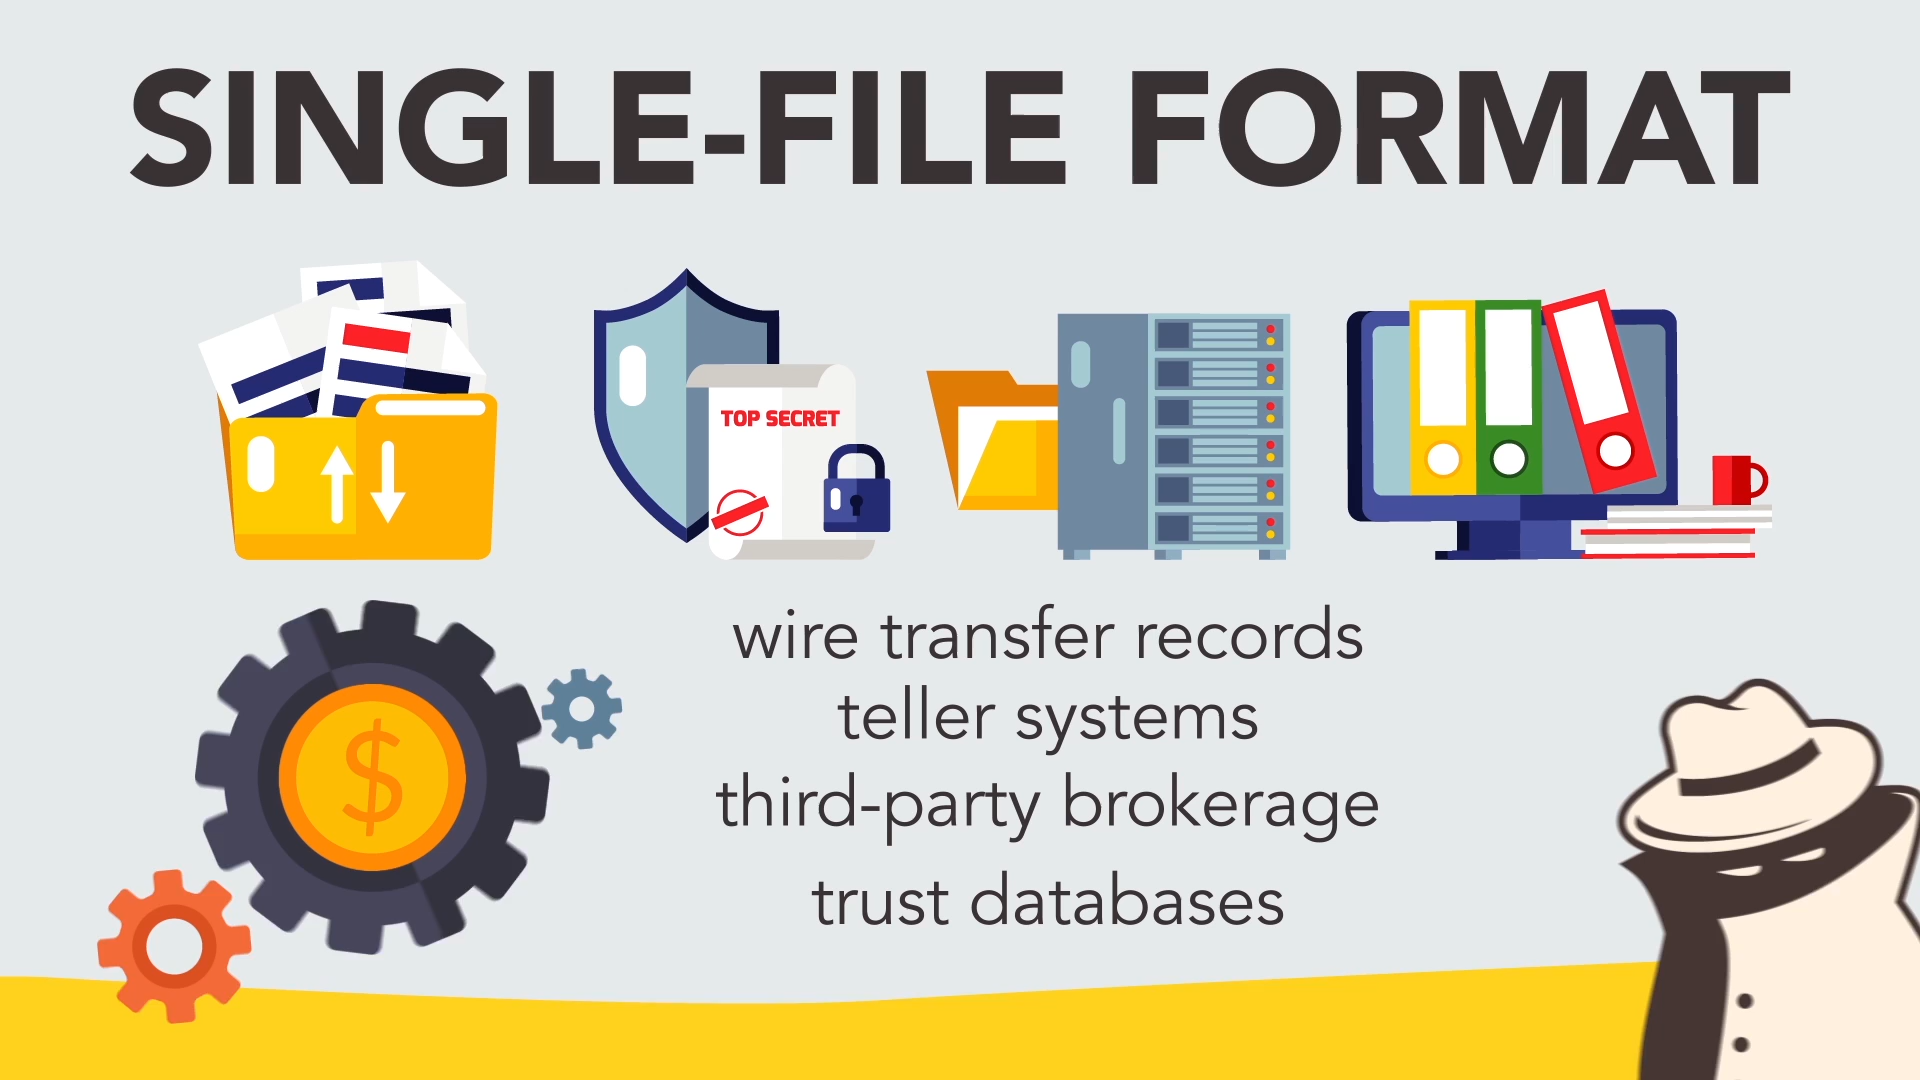 SINGLE-FILE FORMAT
TOP SECRET
$
wire transfer records
teller systems
third-party brokerage
trust databases